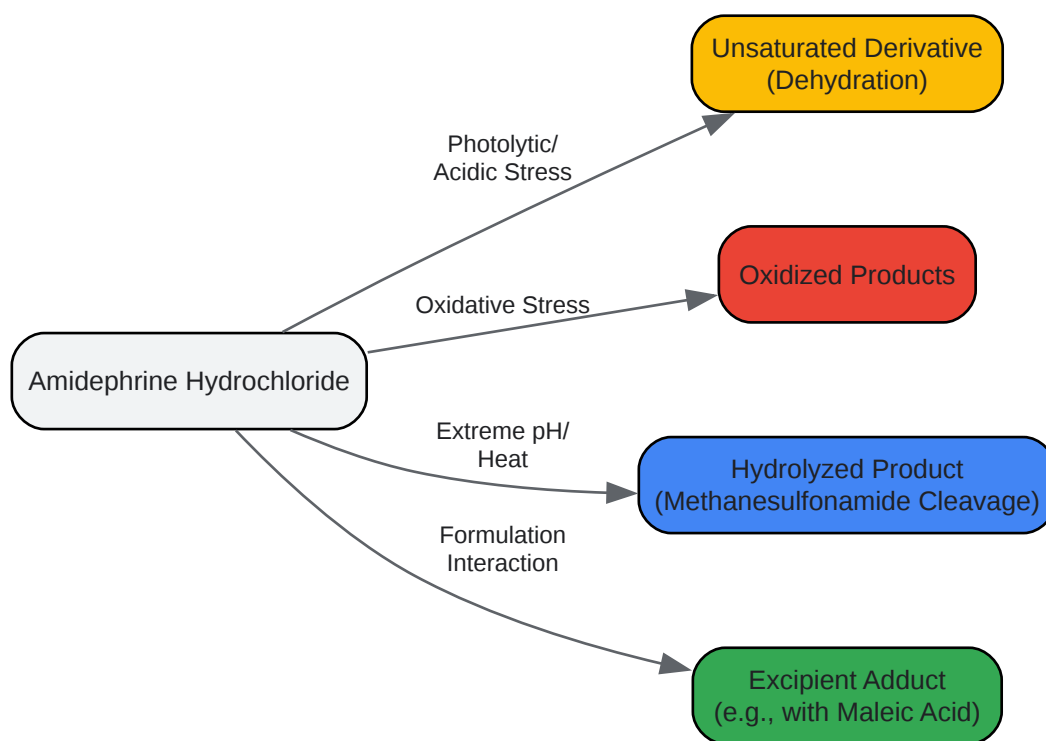 Unsaturated Derivative
(Dehydration)
Photolytic/
Acidic Stress
Oxidized Products
Oxidative Stress
Amidephrine Hydrochloride
Extreme pH/
Heat
Hydrolyzed Product
(Methanesulfonamide Cleavage)
Formulation
Interaction
Excipient Adduct
(e.g., with Maleic Acid)